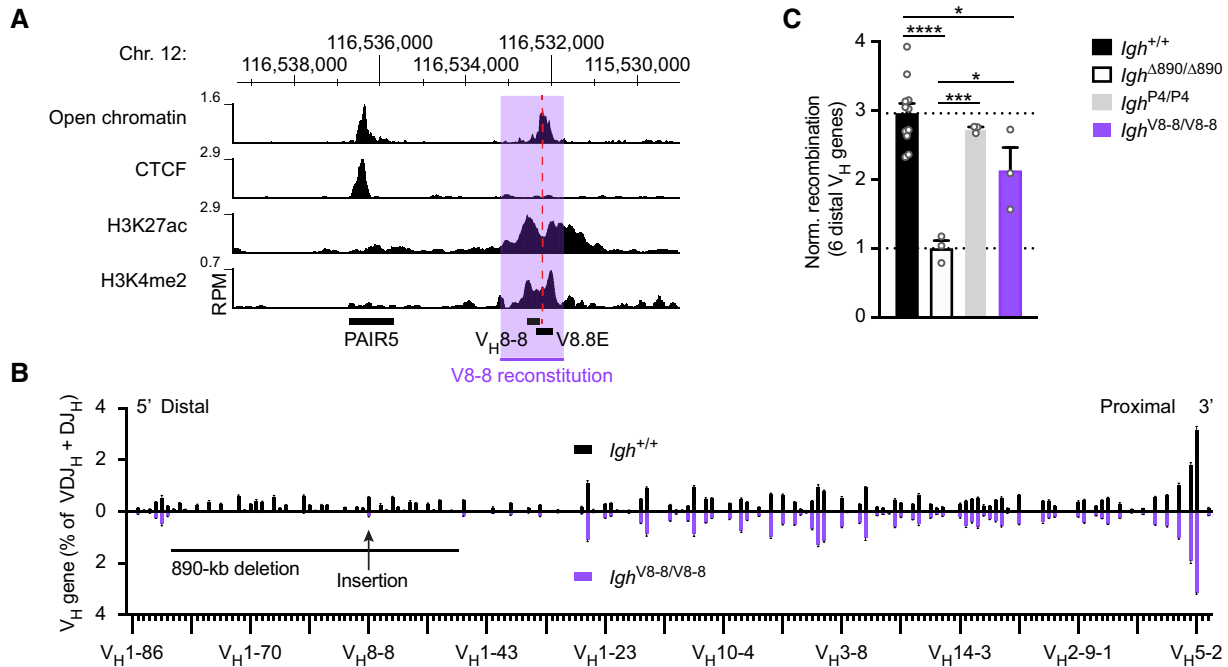 A
Chr. 12:
116,536,000 116,532,000
116,538,000 116,534,000 115,530,000
Open chromatin 1.6
CTCF 2.9
H3K27ac 2.9
H3K4me2 0.7
RPM
PAIR5 VH8-8 V8.8E
V8-8 reconstitution
C
Norm. recombination
(6 distal VH genes)
4
3
2
1
0
*
****
*
***
Igh+/+
IghΔ890/Δ890
IghP4/P4
IghV8-8/V8-8
B
VH gene (% of VDJH + DJH)
4
2
0
2
4
5’ Distal
Proximal 3’
Igh+/+
890-kb deletion
Insertion
IghV8-8/V8-8
VH1-86 VH1-70 VH8-8 VH1-43 VH1-23 VH10-4 VH3-8 VH14-3 VH2-9-1 VH5-2